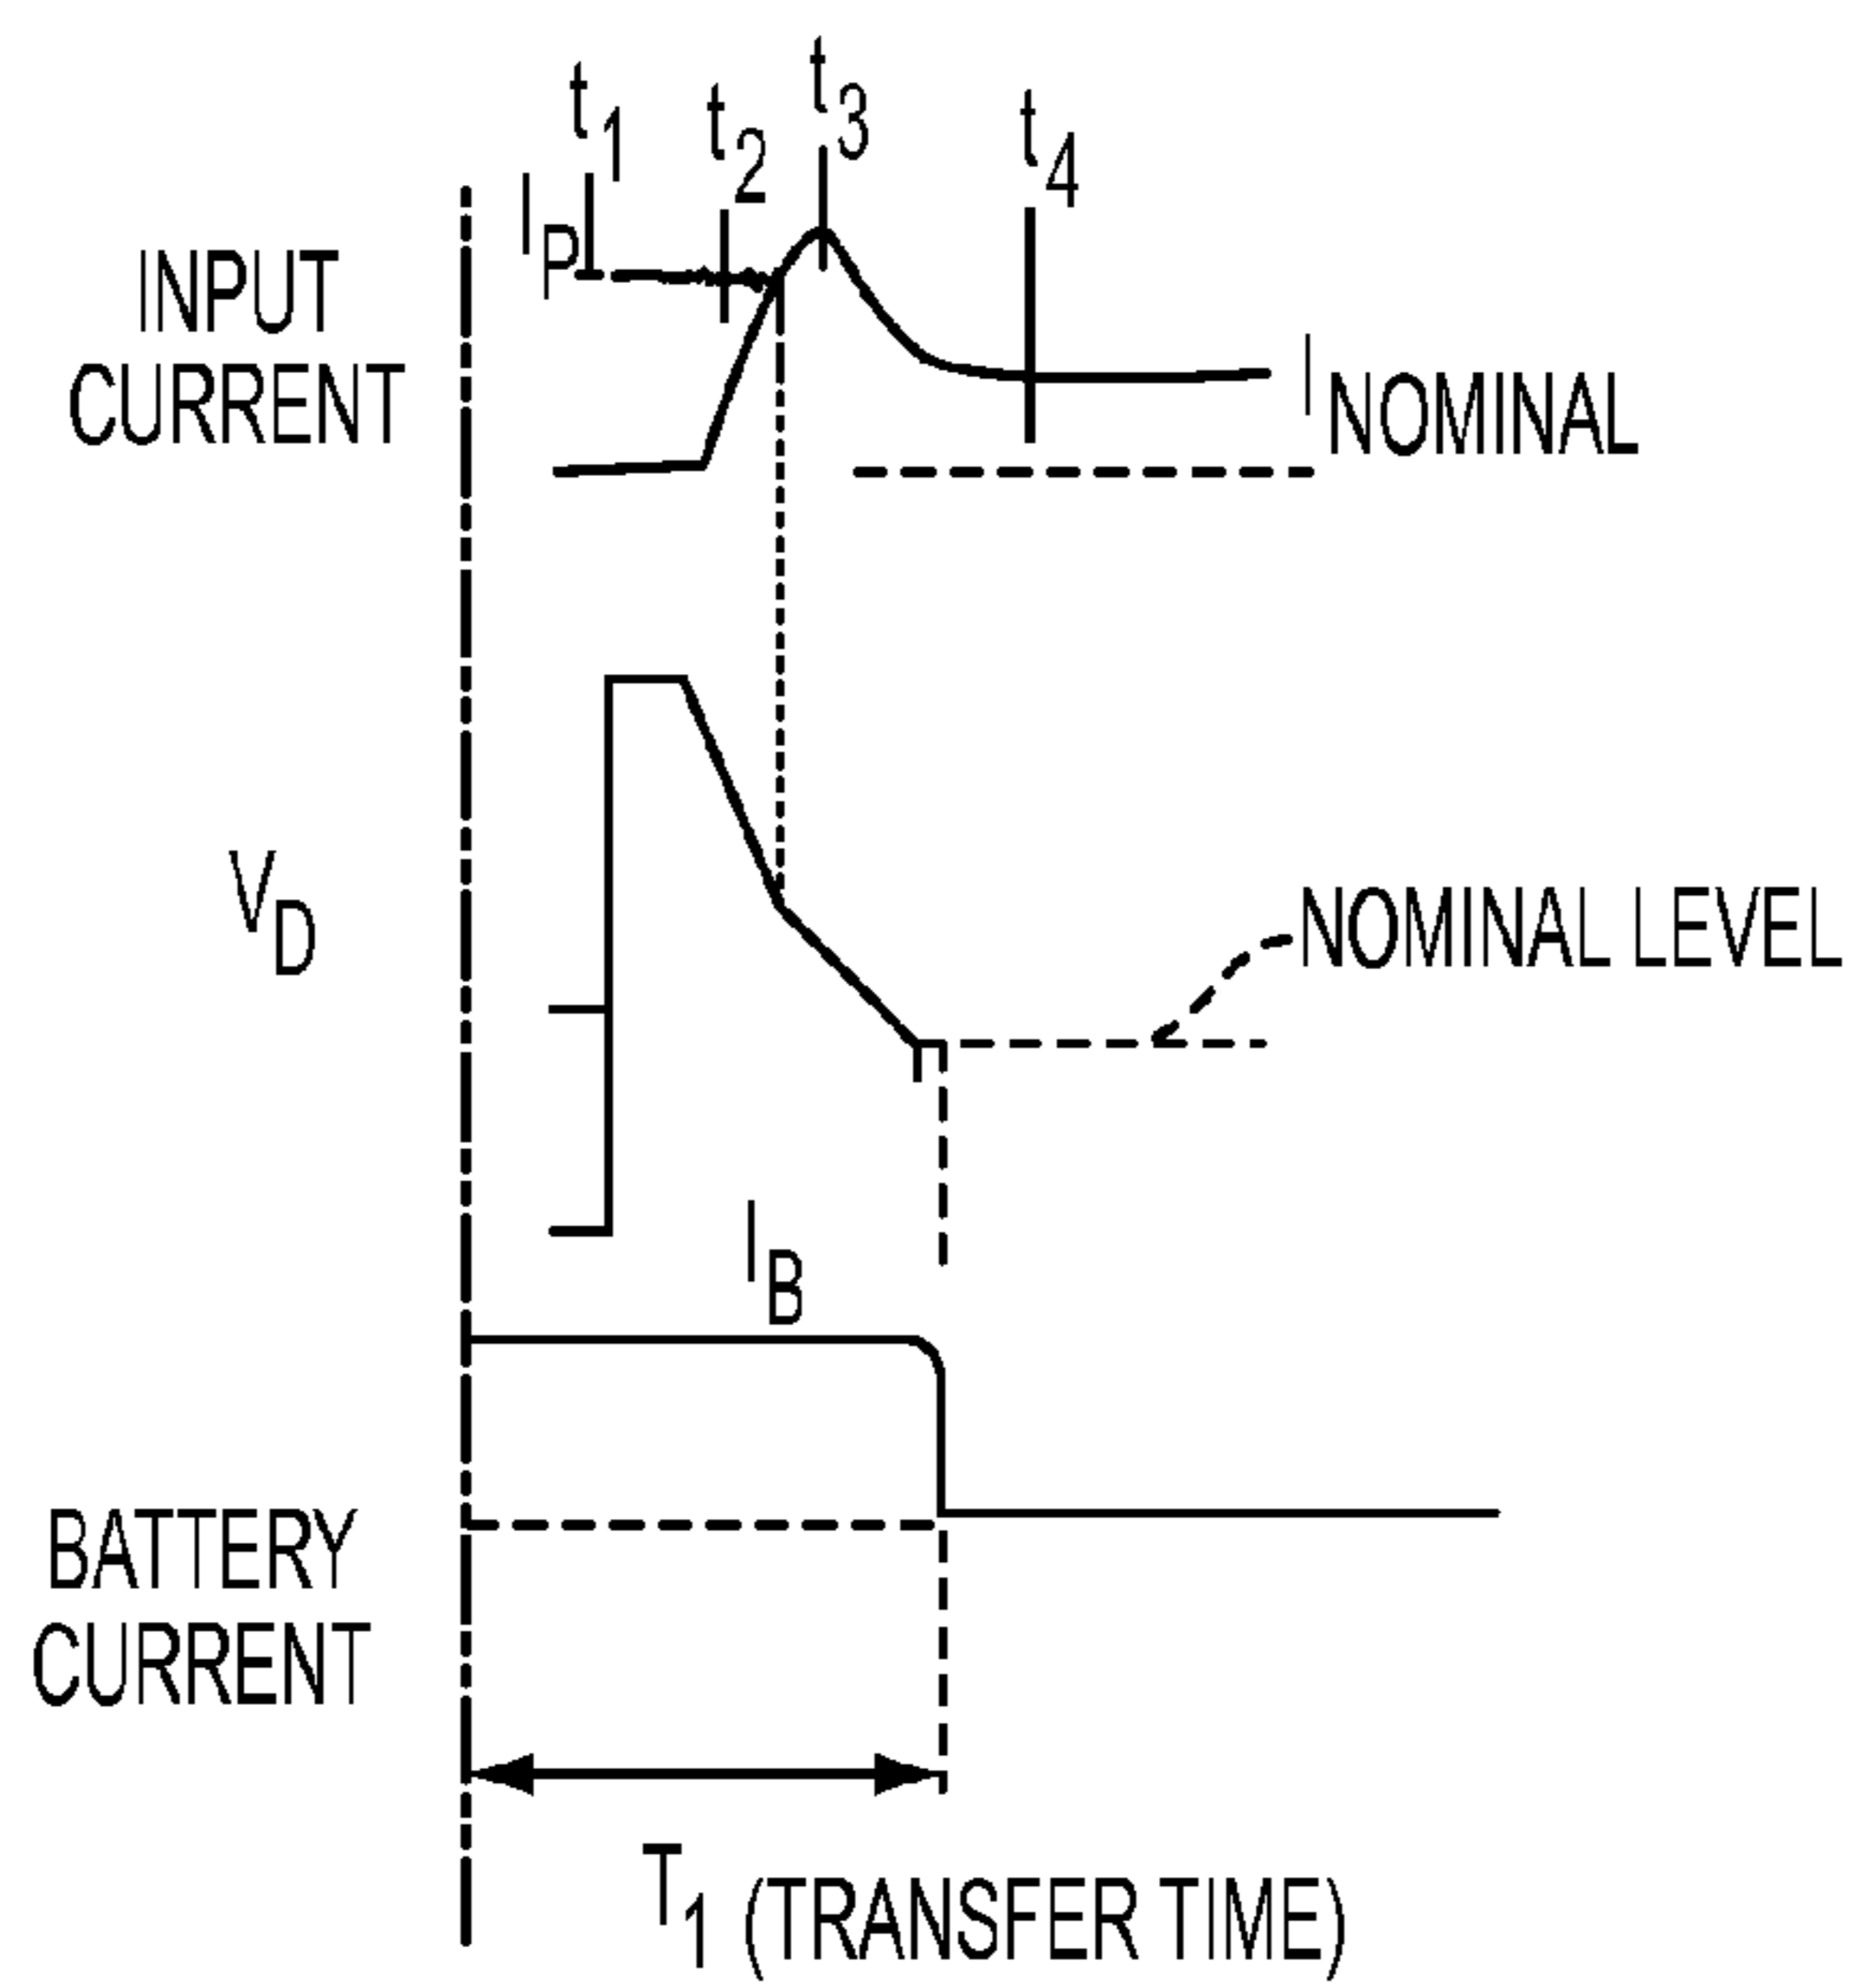 t1
t2
t3
t4
IP
INPUT
CURRENT
INOMINAL
VD
NOMINAL LEVEL
IB
BATTERY
CURRENT
T1 (TRANSFER TIME)